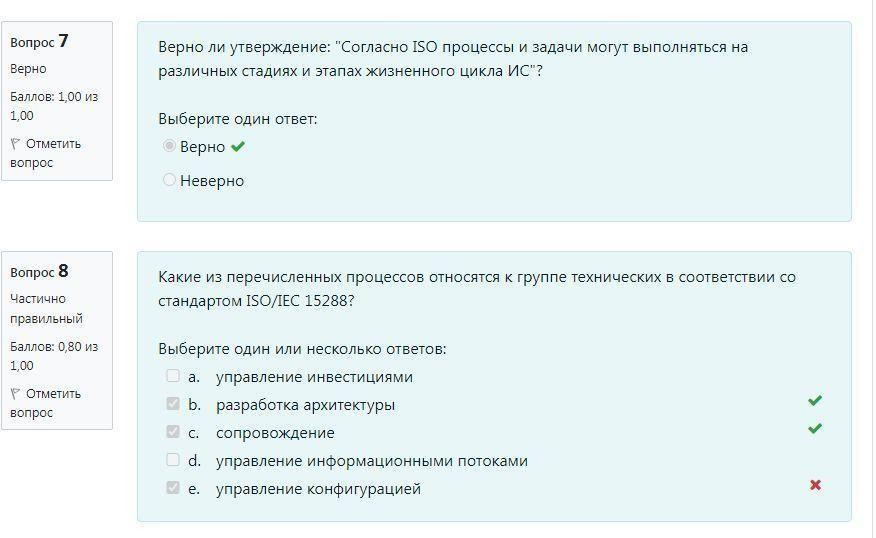 Вопрос 7
Верно
Баллов: 1,00 из
1,00
Отметить
вопрос
Верно ли утверждение: "Согласно ISO процессы и задачи могут выполняться на
различных стадиях и этапах жизненного цикла ИС"?
Выберите один ответ:
Верно
Неверно
Вопрос 8
Частично
правильный
Баллов: 0,80 из
1,00
Отметить
вопрос
Какие из перечисленных процессов относятся к группе технических в соответствии со
стандартом ISO/IEC 15288?
Выберите один или несколько ответов:
a. управление инвестициями
b. разработка архитектуры
c. сопровождение
d. управление информационными потоками
e. управление конфигурацией